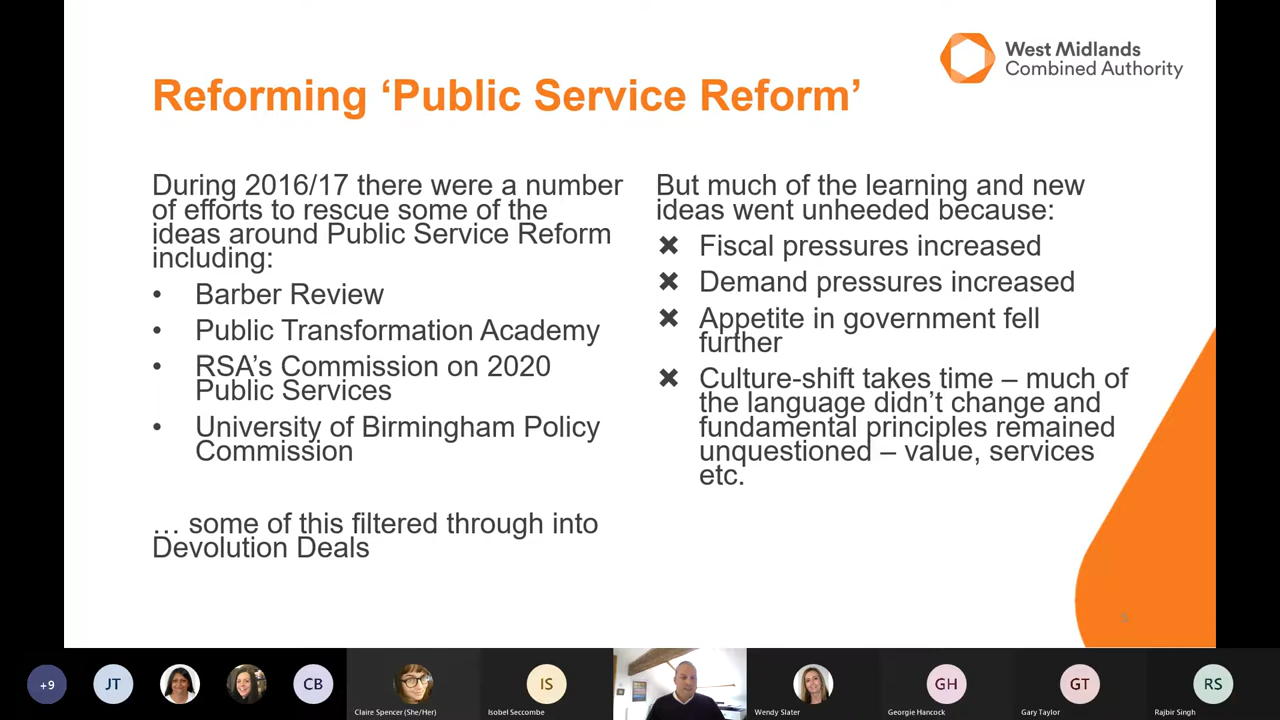 West Midlands
Combined Authority
Reforming ‘Public Service Reform’
During 2016/17 there were a number
of efforts to rescue some of the
ideas around Public Service Reform
including:
• Barber Review
• Public Transformation Academy
• RSA’s Commission on 2020
Public Services
• University of Birmingham Policy
Commission
… some of this filtered through into
Devolution Deals
But much of the learning and new
ideas went unheeded because:
✖ Fiscal pressures increased
✖ Demand pressures increased
✖ Appetite in government fell
further
✖ Culture-shift takes time – much of
the language didn’t change and
fundamental principles remained
unquestioned – value, services
etc.
+9
JT
CB
Claire Spencer (She/Her)
IS
Isobel Seccombe
Wendy Slater
GH
Georgie Hancock
GT
Gary Taylor
RS
Rajbir Singh